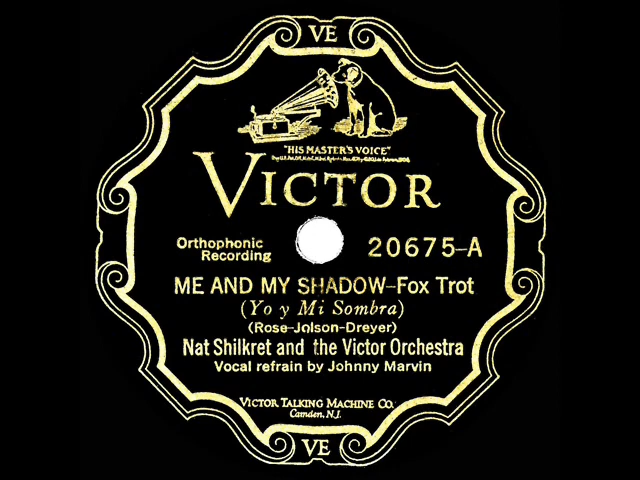 VE
"HIS MASTER'S VOICE"
VICTOR
Orthophonic
Recording
20675-A
ME AND MY SHADOW-Fox Trot
(Yo y Mi Sombra)
(Rose-Jolson-Dreyer)
Nat Shilkret and the Victor Orchestra
Vocal refrain by Johnny Marvin
VICTOR TALKING MACHINE CO.
Camden, N.J.
VE